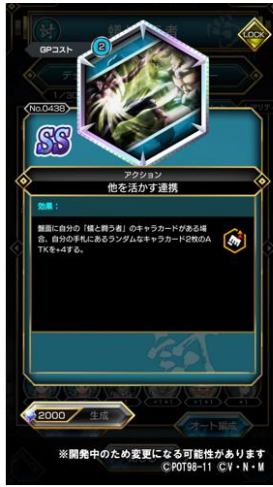 GPコスト
2
LOCK
No.0438
SS
アクション
他を活かす連携
効果：
盤面に自分の「蟻と闘う者」のキャラカードがある場
合、自分の手札にあるランダムなキャラカード2枚のA
TKを+4する。
2000 生成
オート編成
※開発中のため変更になる可能性があります
©POT98-11 ©V・N・M